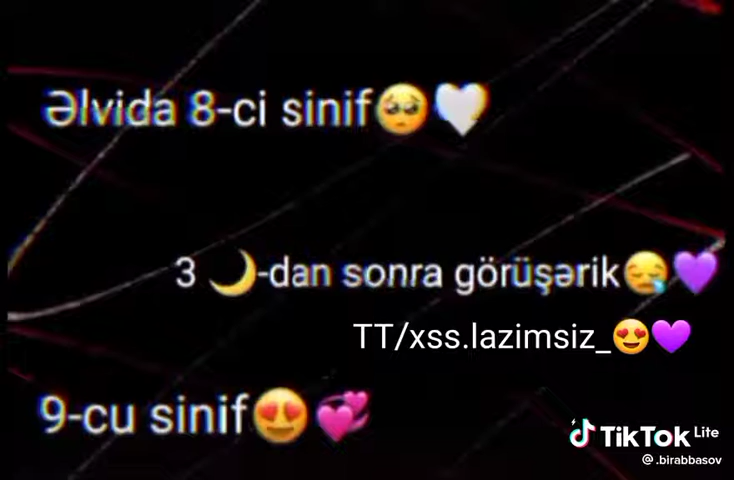 Əlvida 8-ci sinif🥺🤍
3 🌙-dan sonra görüşərik😪💜
TT/xss.lazimsiz_😍💜
9-cu sinif😍💞
TikTok Lite
@.birabbasov